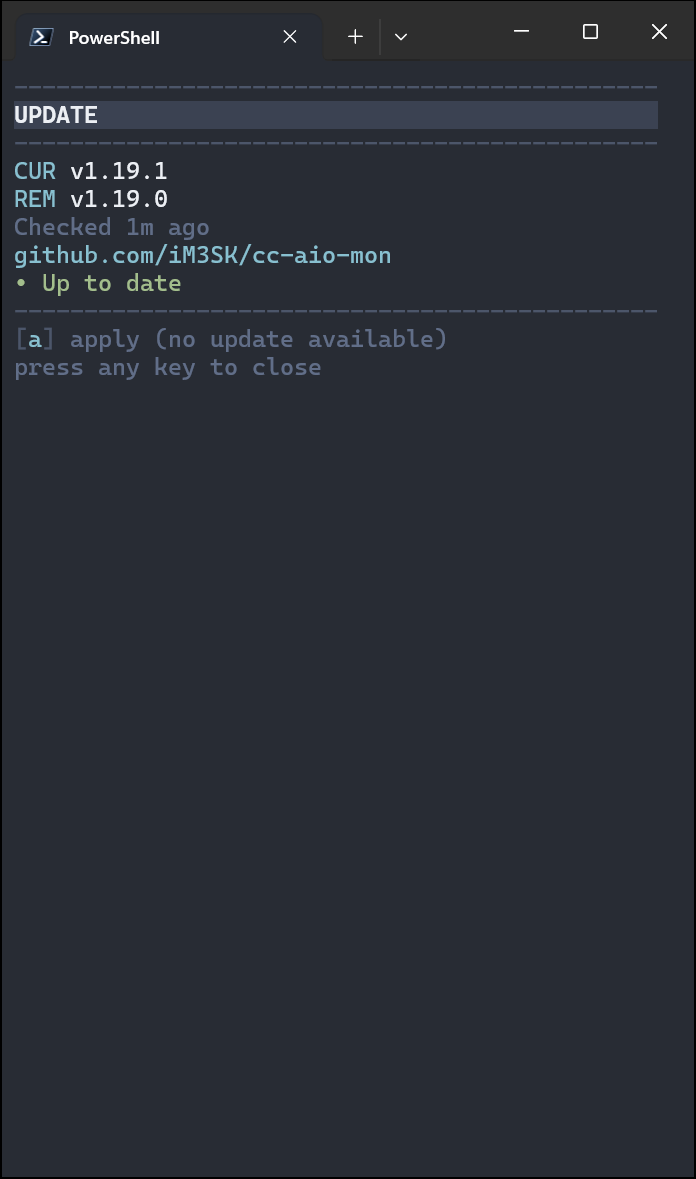 PowerShell
UPDATE
CUR v1.19.1
REM v1.19.0
Checked 1m ago
github.com/iM3SK/cc-aio-mon
• Up to date
[a] apply (no update available)
press any key to close